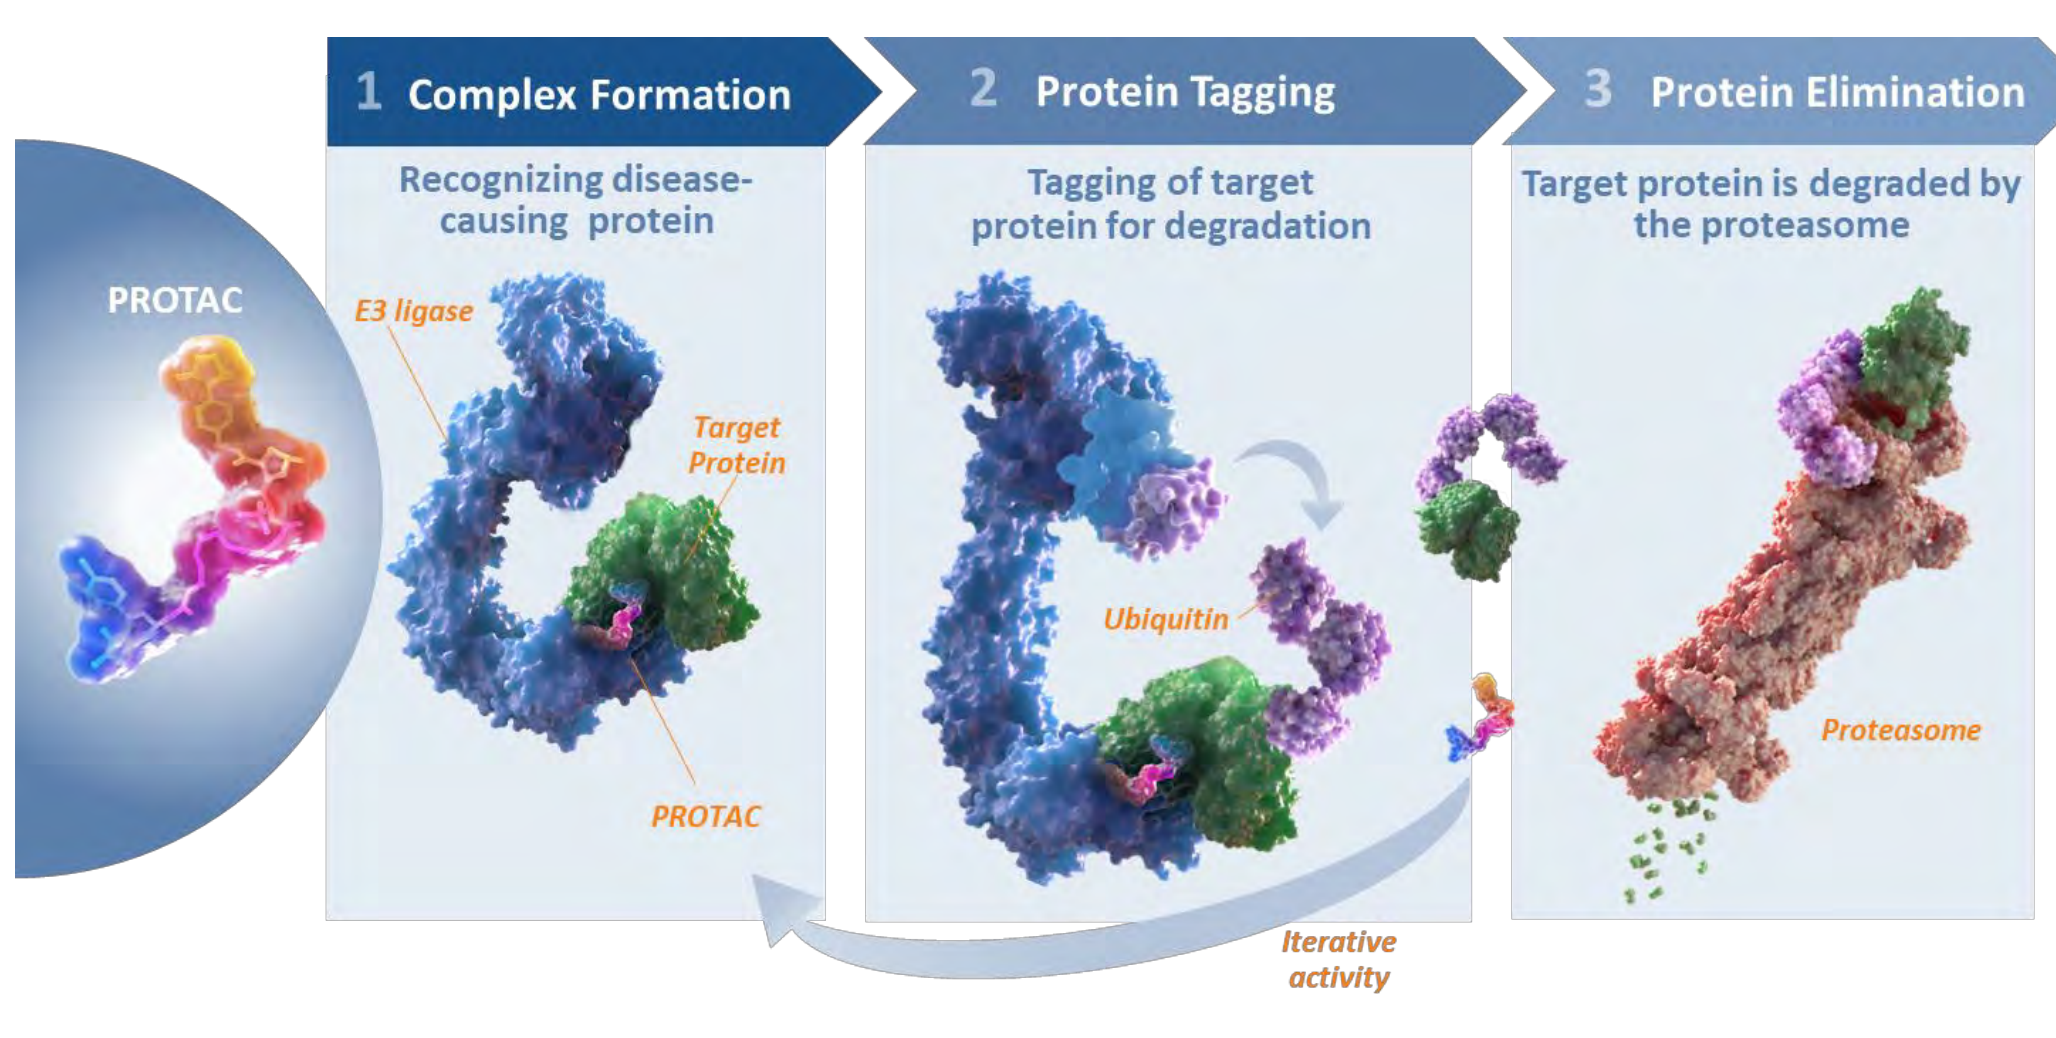 PROTAC
1 Complex Formation
Recognizing disease-
causing protein
E3 ligase
Target
Protein
PROTAC
2 Protein Tagging
Tagging of target
protein for degradation
Ubiquitin
Iterative
activity
3 Protein Elimination
Target protein is degraded by
the proteasome
Proteasome